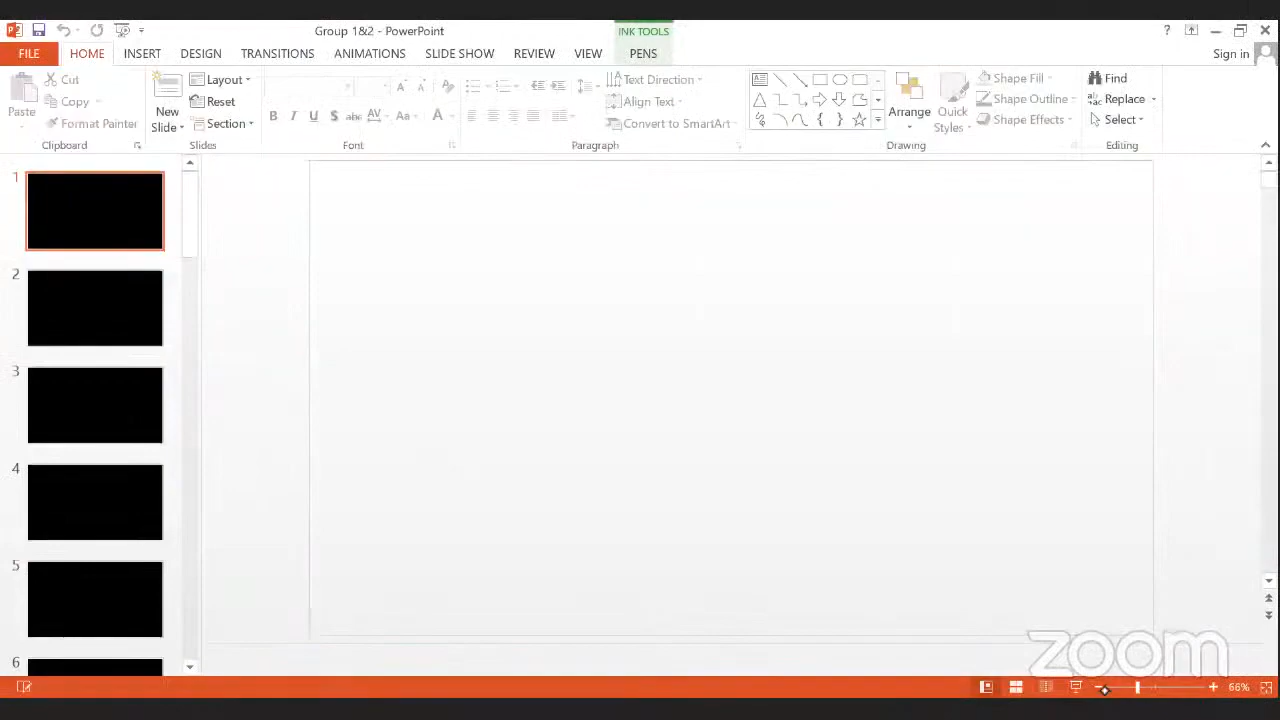 Group 1&2 - PowerPoint
INK TOOLS
FILE HOME INSERT DESIGN TRANSITIONS ANIMATIONS SLIDE SHOW REVIEW VIEW PENS
Sign in
Paste
Cut
Copy
Format Painter
Clipboard
New
Slide
Layout
Reset
Section
Slides
B I U S abc AV Aa A
Font
Text Direction
Align Text
Convert to SmartArt
Paragraph
Arrange
Quick
Styles
Shape Fill
Shape Outline
Shape Effects
Drawing
Find
Replace
Select
Editing
1
2
3
4
5
6
zoom
66%